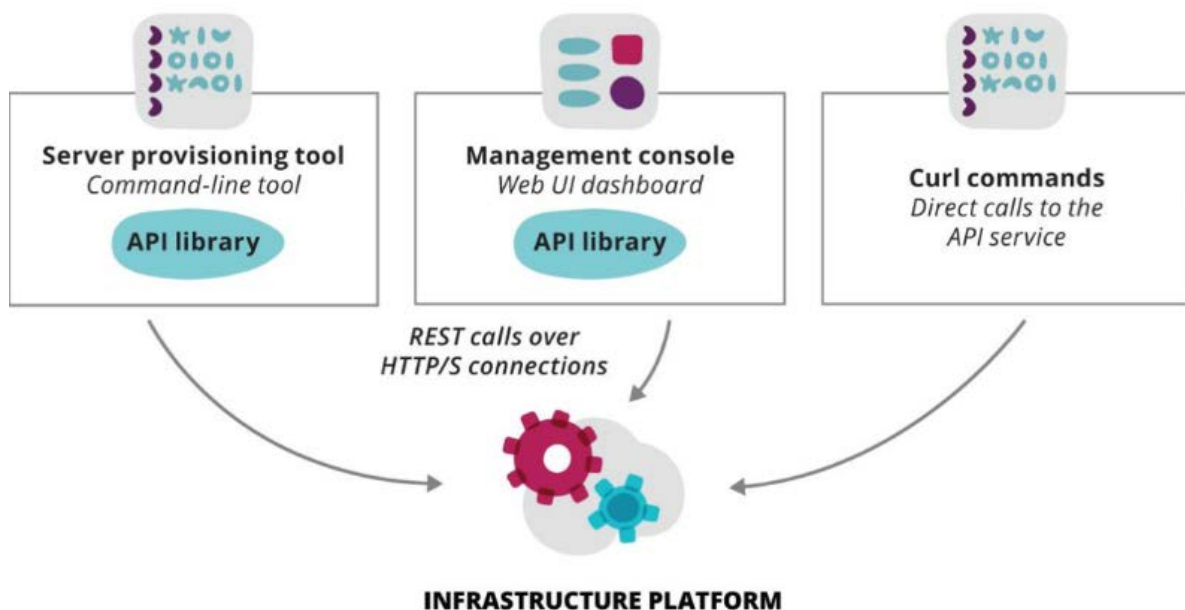 Server provisioning tool
Command-line tool
API library
Management console
Web UI dashboard
API library
Curl commands
Direct calls to the
API service
REST calls over
HTTP/S connections
INFRASTRUCTURE PLATFORM